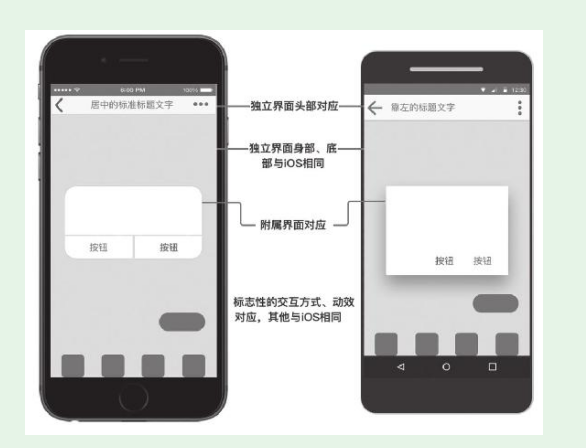 6:00 PM
100%
居中的标准标题文字
按钮
按钮
独立界面头部对应
独立界面身部、底
部与iOS相同
附属界面对应
标志性的交互方式、动效
对应，其他与iOS相同
12:30
靠左的标题文字
按钮
按钮